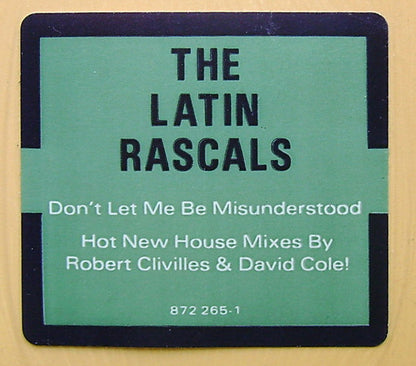 THE
LATIN
RASCALS
Don't Let Me Be Misunderstood
Hot New House Mixes By
Robert Clivilles & David Cole!
872 265-1